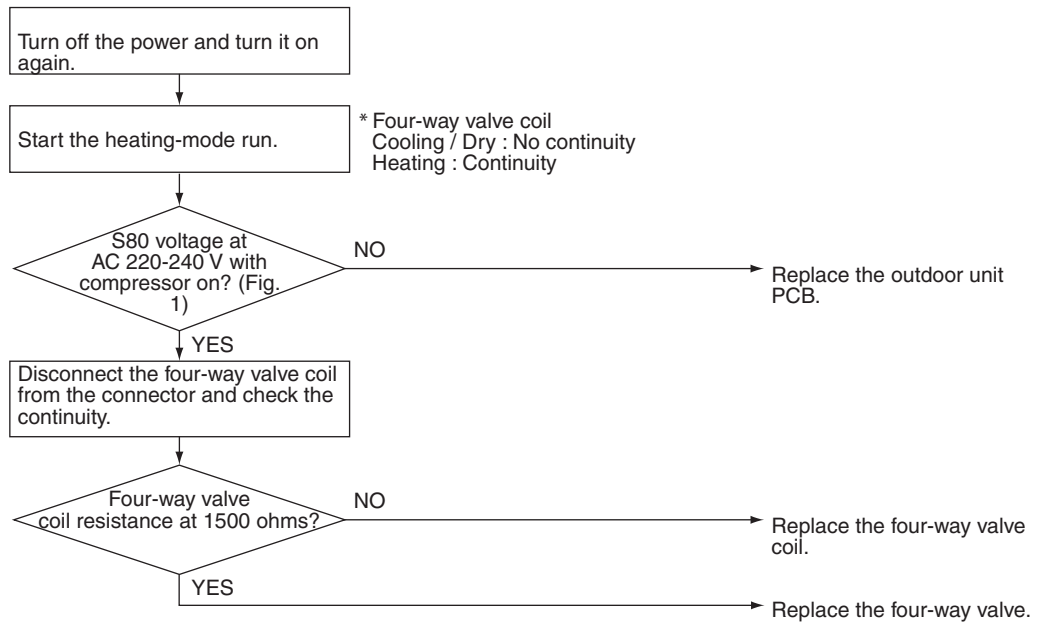 Turn off the power and turn it on
again.
Start the heating-mode run.
* Four-way valve coil
Cooling / Dry : No continuity
Heating : Continuity
S80 voltage at
AC 220-240 V with
compressor on? (Fig.
1)
NO
Replace the outdoor unit
PCB.
YES
Disconnect the four-way valve coil
from the connector and check the
continuity.
Four-way valve
coil resistance at 1500 ohms?
NO
Replace the four-way valve
coil.
YES
Replace the four-way valve.